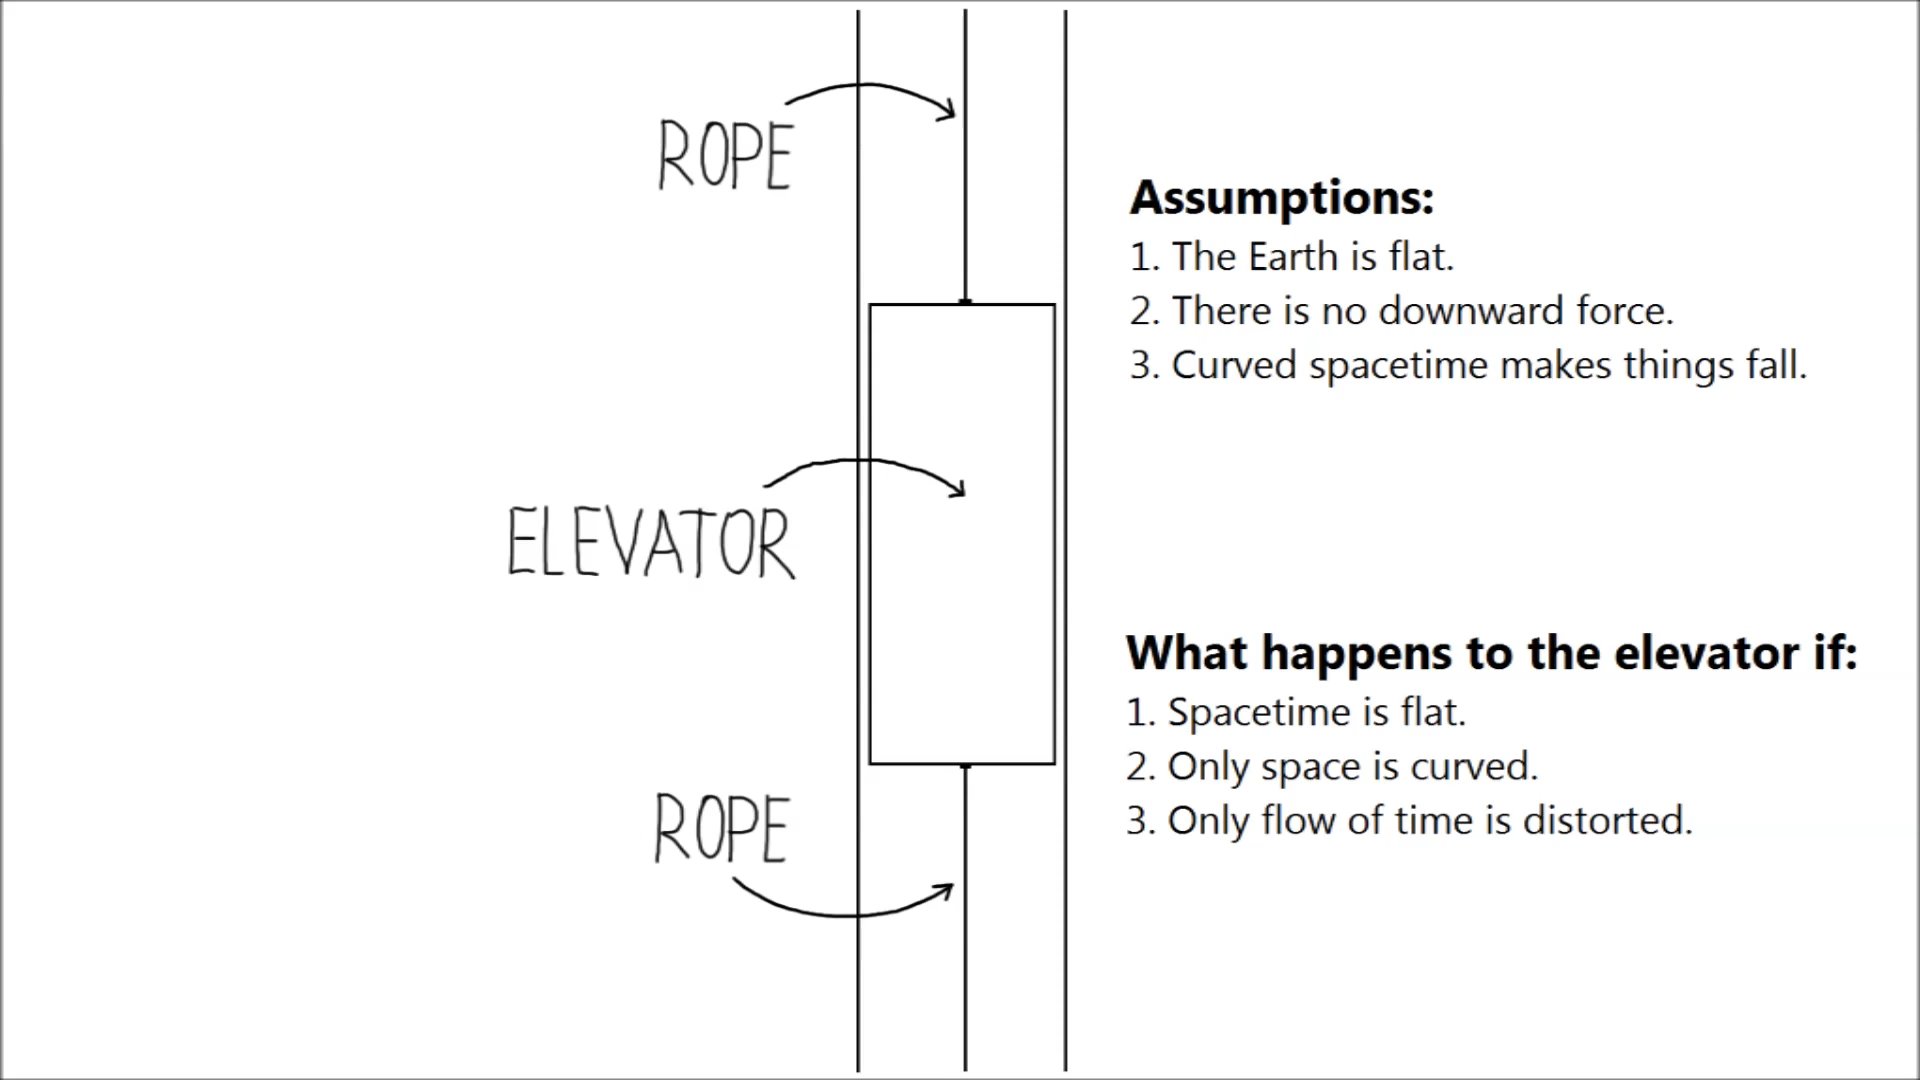 ROPE
ELEVATOR
ROPE
Assumptions:
1. The Earth is flat.
2. There is no downward force.
3. Curved spacetime makes things fall.
What happens to the elevator if:
1. Spacetime is flat.
2. Only space is curved.
3. Only flow of time is distorted.